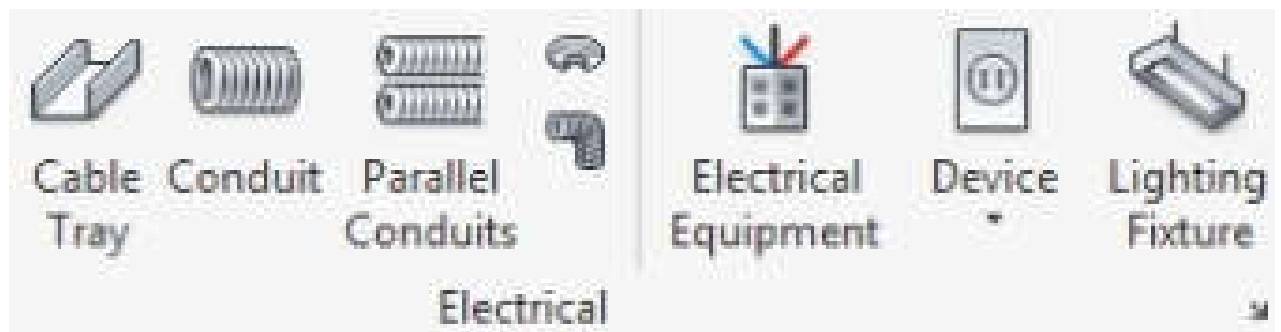 Cable Tray
Conduit
Parallel Conduits
Electrical Equipment
Device
Lighting Fixture
Electrical